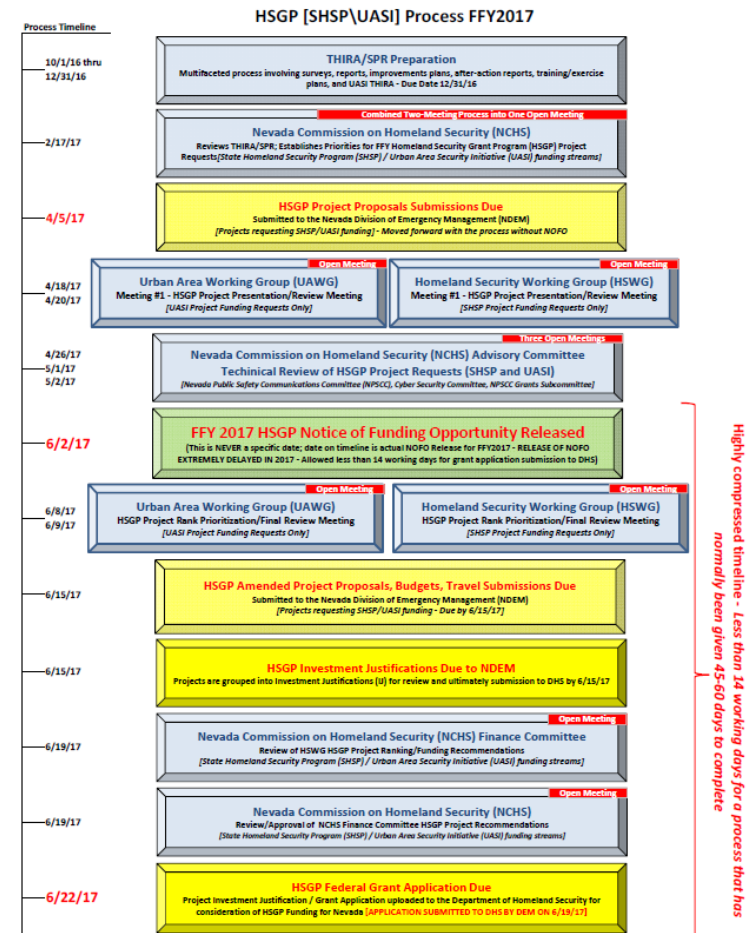 HSGP [SHSP\UASI] Process FFY2017
Process Timeline
10/1/16 thru
12/31/16
THIRA/SPR Preparation
Multifaceted process involving surveys, reports, improvements plans, after-action reports, training/exercise
plans, and UASI THIRA - Due Date 12/31/16
Combined Two-Meeting Process into One Open Meeting
2/17/17
Nevada Commission on Homeland Security (NCHS)
Reviews THIRA/SPR; Establishes Priorities for FFY Homeland Security Grant Program (HSGP) Project
Requests[State Homeland Security Program (SHSP) / Urban Area Security Initiative (UASI) funding streams]
4/5/17
HSGP Project Proposals Submissions Due
Submitted to the Nevada Division of Emergency Management (NDEM)
[Projects requesting SHSP/UASI funding] - Moved forward with the process without NOFO
4/18/17
4/20/17
Open Meeting
Urban Area Working Group (UAWG)
Meeting #1 - HSGP Project Presentation/Review Meeting
[UASI Project Funding Requests Only]
Open Meeting
Homeland Security Working Group (HSWG)
Meeting #1 - HSGP Project Presentation/Review Meeting
[SHSP Project Funding Requests Only]
4/26/17
5/1/17
5/2/17
Three Open Meetings
Nevada Commission on Homeland Security (NCHS) Advisory Committee
Techinical Review of HSGP Project Requests (SHSP and UASI)
[Nevada Public Safety Communications Committee (NPSCC), Cyber Security Committee, NPSCC Grants Subcommittee]
6/2/17
FFY 2017 HSGP Notice of Funding Opportunity Released
(This is NEVER a specific date; date on timeline is actual NOFO Release for FFY2017 - RELEASE OF NOFO
EXTREMELY DELAYED IN 2017 - Allowed less than 14 working days for grant application submission to DHS)
6/8/17
6/9/17
Open Meeting
Urban Area Working Group (UAWG)
HSGP Project Rank Prioritization/Final Review Meeting
[UASI Project Funding Requests Only]
Open Meeting
Homeland Security Working Group (HSWG)
HSGP Project Rank Prioritization/Final Review Meeting
[SHSP Project Funding Requests Only]
6/15/17
HSGP Amended Project Proposals, Budgets, Travel Submissions Due
Submitted to the Nevada Division of Emergency Management (NDEM)
[Projects requesting SHSP/UASI funding - Due by 6/15/17]
6/15/17
HSGP Investment Justifications Due to NDEM
Projects are grouped into Investment Justifications (IJ) for review and ultimately submission to DHS by 6/15/17
6/19/17
Open Meeting
Nevada Commission on Homeland Security (NCHS) Finance Committee
Review of HSWG HSGP Project Ranking/Funding Recommendations
[State Homeland Security Program (SHSP) / Urban Area Security Initiative (UASI) funding streams]
6/19/17
Open Meeting
Nevada Commission on Homeland Security (NCHS)
Review/Approval of NCHS Finance Committee HSGP Project Recommendations
[State Homeland Security Program (SHSP) / Urban Area Security Initiative (UASI) funding streams]
6/22/17
HSGP Federal Grant Application Due
Project Investment Justification / Grant Application uploaded to the Department of Homeland Security for
consideration of HSGP Funding for Nevada [APPLICATION SUBMITTED TO DHS BY DEM ON 6/19/17]
Highly compressed timeline - Less than 14 working days for a process that has
normally been given 45-60 days to complete